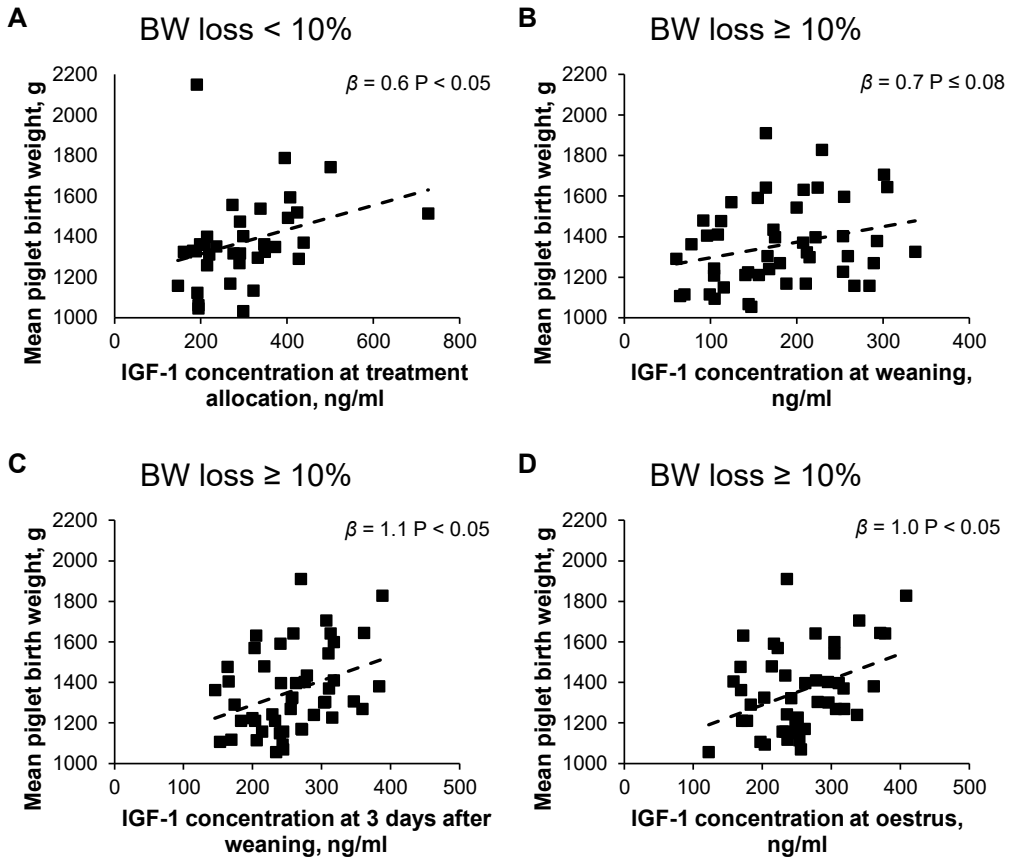 A
BW loss < 10%
β = 0.6 P < 0.05
Mean piglet birth weight, g
2200
2000
1800
1600
1400
1200
1000
0 200 400 600 800
IGF-1 concentration at treatment
allocation, ng/ml
B
BW loss ≥ 10%
β = 0.7 P ≤ 0.08
Mean piglet birth weight, g
2200
2000
1800
1600
1400
1200
1000
0 100 200 300 400
IGF-1 concentration at weaning,
ng/ml
C
BW loss ≥ 10%
β = 1.1 P < 0.05
Mean piglet birth weight, g
2200
2000
1800
1600
1400
1200
1000
0 100 200 300 400 500
IGF-1 concentration at 3 days after
weaning, ng/ml
D
BW loss ≥ 10%
β = 1.0 P < 0.05
Mean piglet birth weight, g
2200
2000
1800
1600
1400
1200
1000
0 100 200 300 400 500
IGF-1 concentration at oestrus,
ng/ml